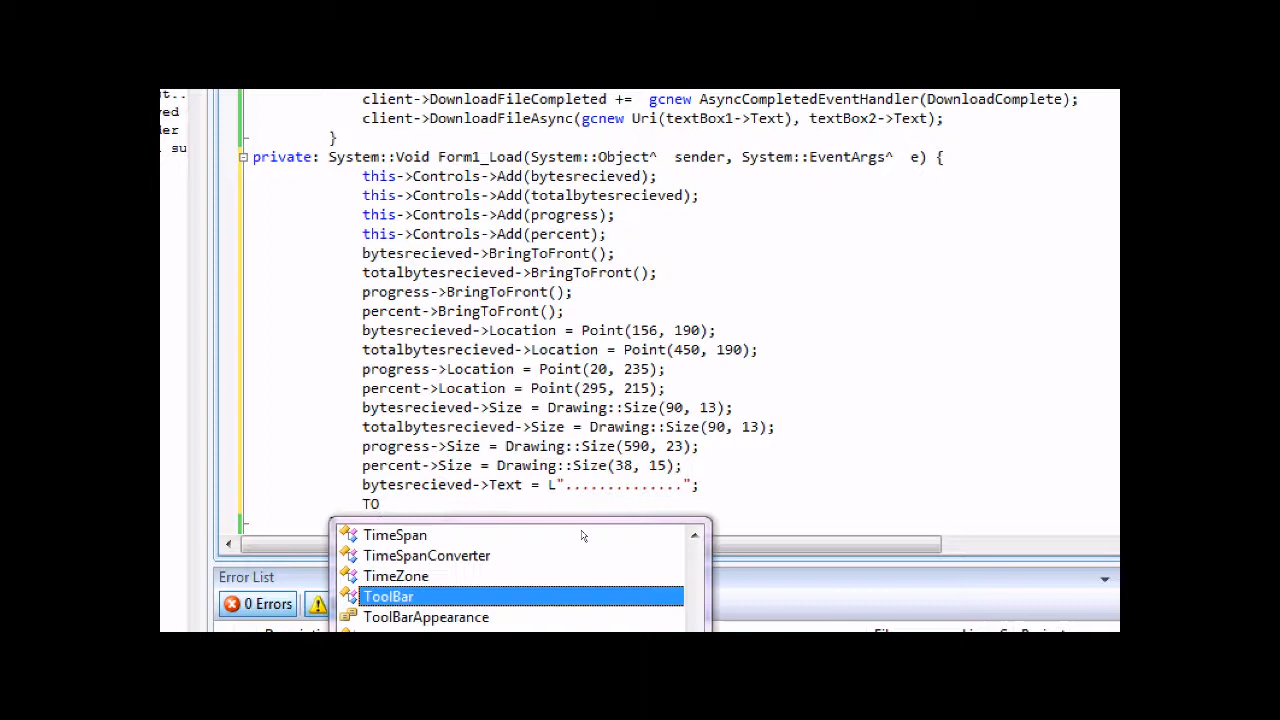 t..
client->DownloadFileCompleted += gcnew AsyncCompletedEventHandler(DownloadComplete);
ved
client->DownloadFileAsync(gcnew Uri(textBox1->Text), textBox2->Text);
der
}
su
private: System::Void Form1_Load(System::Object^ sender, System::EventArgs^ e) {
this->Controls->Add(bytesrecieved);
this->Controls->Add(totalbytesrecieved);
this->Controls->Add(progress);
this->Controls->Add(percent);
bytesrecieved->BringToFront();
totalbytesrecieved->BringToFront();
progress->BringToFront();
percent->BringToFront();
bytesrecieved->Location = Point(156, 190);
totalbytesrecieved->Location = Point(450, 190);
progress->Location = Point(20, 235);
percent->Location = Point(295, 215);
bytesrecieved->Size = Drawing::Size(90, 13);
totalbytesrecieved->Size = Drawing::Size(90, 13);
progress->Size = Drawing::Size(590, 23);
percent->Size = Drawing::Size(38, 15);
bytesrecieved->Text = L"..............";
TO
TimeSpan
TimeSpanConverter
TimeZone
ToolBar
ToolBarAppearance
Error List
0 Errors